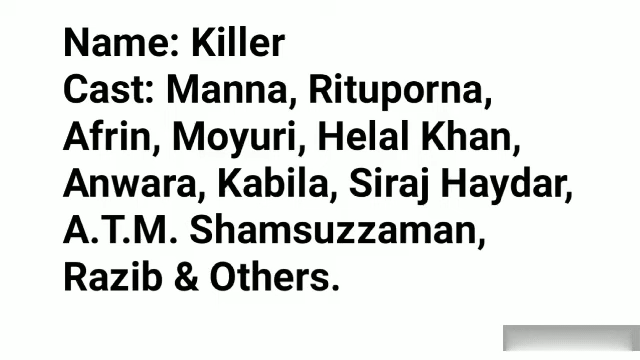 Name: Killer
Cast: Manna, Rituporna,
Afrin, Moyuri, Helal Khan,
Anwara, Kabila, Siraj Haydar,
A.T.M. Shamsuzzaman,
Razib & Others.